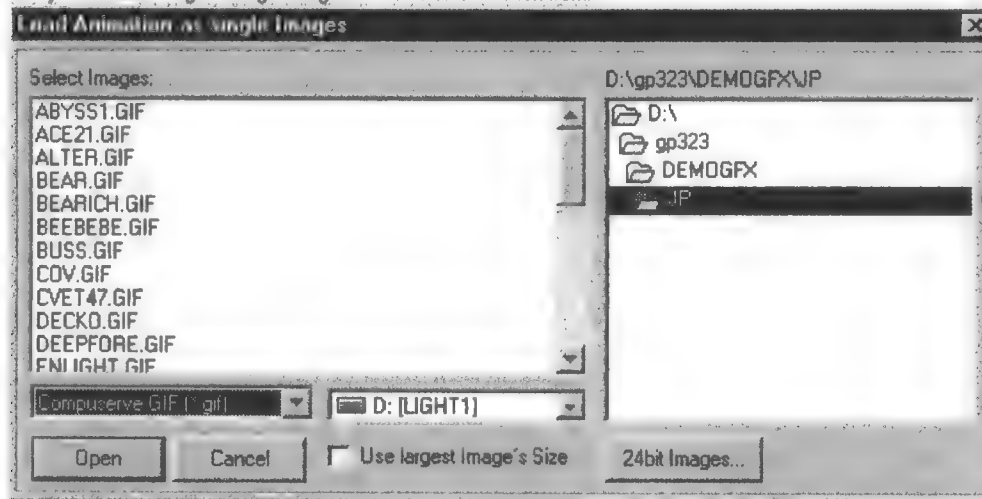 Load Animation as single Images
Select Images:
ABYSS1.GIF
ACE21.GIF
ALTER.GIF
BEAR.GIF
BEARICH.GIF
BEEBEBE.GIF
BUSS.GIF
COV.GIF
CVET47.GIF
DECKO.GIF
DEEPFORE.GIF
ENLIGHT.GIF
Compuserve GIF (*.gif)
D: [LIGHT1]
Open
Cancel
Use largest Image's Size
D:\gp323\DEMOGFX\JP
D:\
gp323
DEMOGFX
JP
24bit Images...